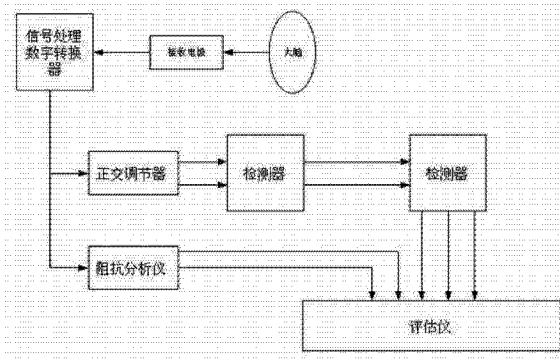 信号处理
数字转换
器
接收电极
大脑
正交调节器
检测器
检测器
阻抗分析仪
评估仪